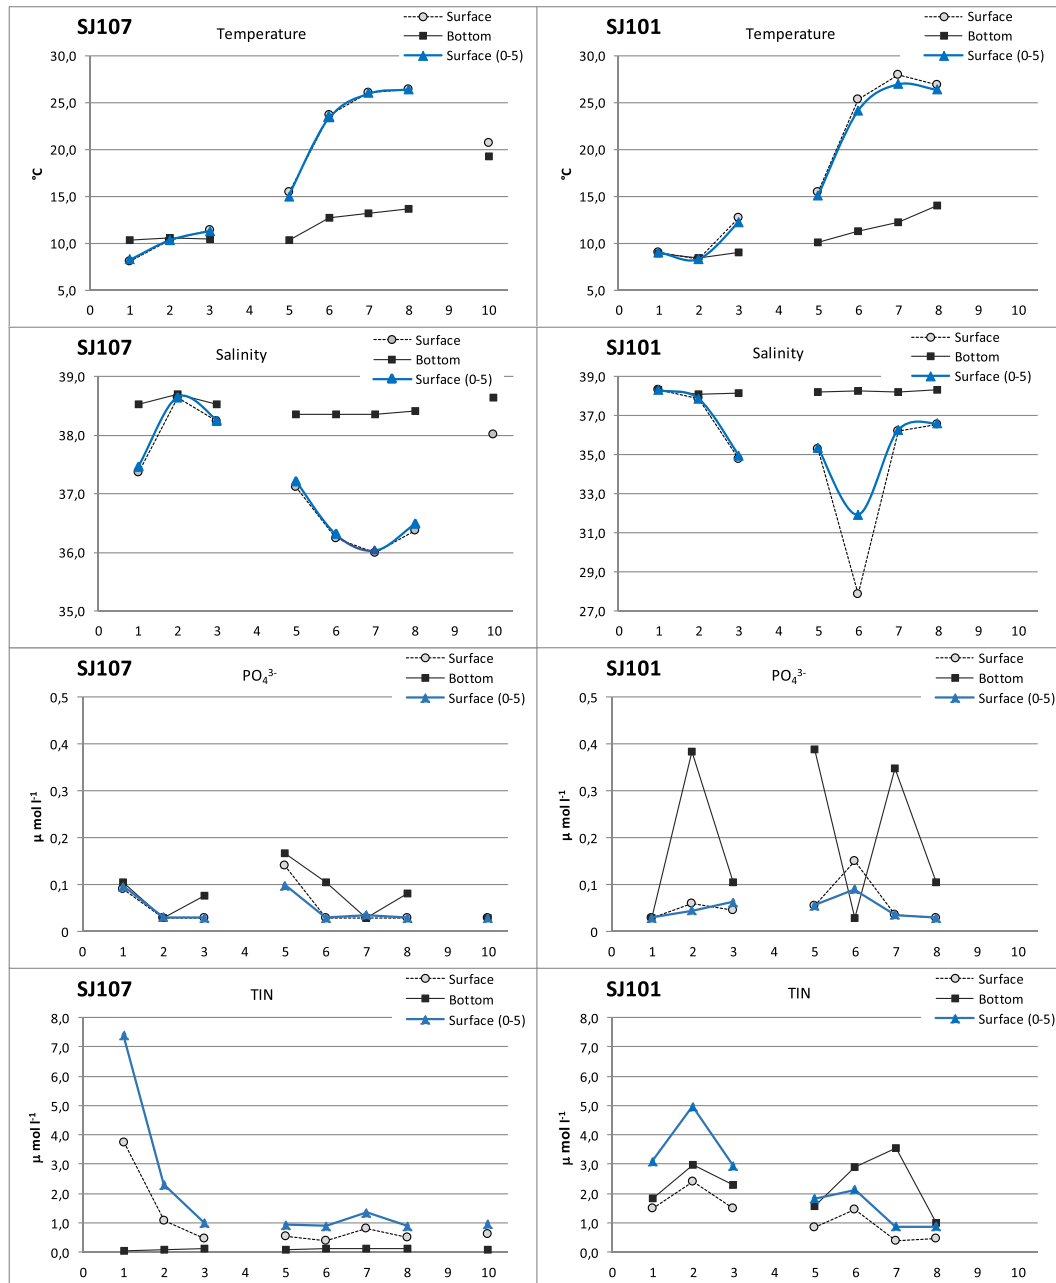 SJ107
Temperature
Surface
Bottom
Surface (0-5)
30,0
25,0
20,0
15,0
10,0
5,0
°C
0 1 2 3 4 5 6 7 8 9 10
SJ101
Temperature
Surface
Bottom
Surface (0-5)
30,0
25,0
20,0
15,0
10,0
5,0
°C
0 1 2 3 4 5 6 7 8 9 10
SJ107
Salinity
Surface
Bottom
Surface (0-5)
39,0
38,0
37,0
36,0
35,0
0 1 2 3 4 5 6 7 8 9 10
SJ101
Salinity
Surface
Bottom
Surface (0-5)
39,0
37,0
35,0
33,0
31,0
29,0
27,0
0 1 2 3 4 5 6 7 8 9 10
SJ107
PO₄³⁻
Surface
Bottom
Surface (0-5)
0,5
0,4
0,3
0,2
0,1
0
µ mol l⁻¹
0 1 2 3 4 5 6 7 8 9 10
SJ101
PO₄³⁻
Surface
Bottom
Surface (0-5)
0,5
0,4
0,3
0,2
0,1
0
µ mol l⁻¹
0 1 2 3 4 5 6 7 8 9 10
SJ107
TIN
Surface
Bottom
Surface (0-5)
8,0
7,0
6,0
5,0
4,0
3,0
2,0
1,0
0,0
µ mol l⁻¹
0 1 2 3 4 5 6 7 8 9 10
SJ101
TIN
Surface
Bottom
Surface (0-5)
8,0
7,0
6,0
5,0
4,0
3,0
2,0
1,0
0,0
µ mol l⁻¹
0 1 2 3 4 5 6 7 8 9 10